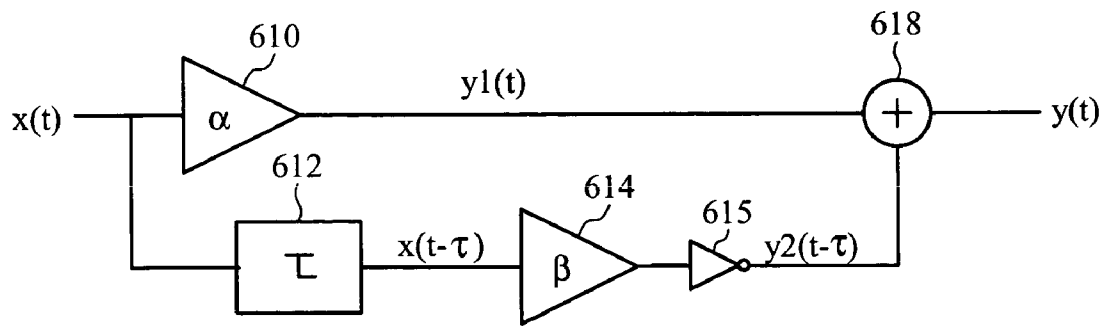 610
618
x(t)
α
y1(t)
+
y(t)
612
614
615
τ
x(t-τ)
β
y2(t-τ)